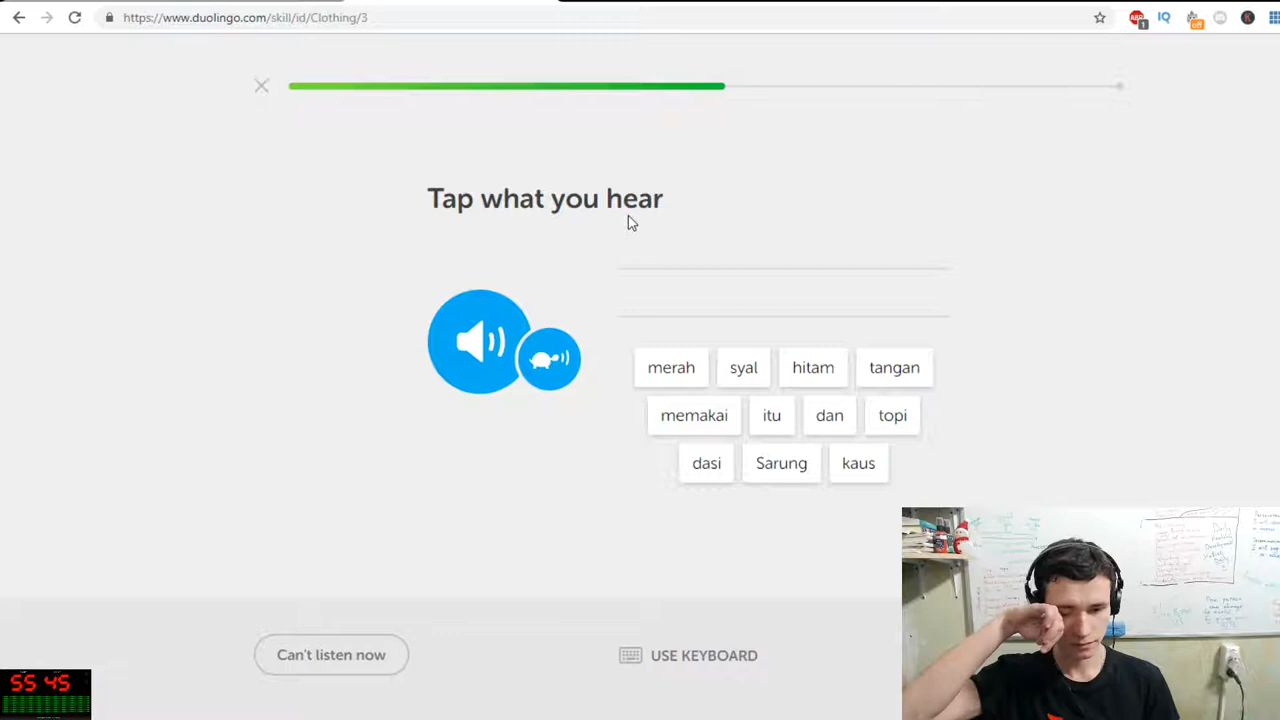 https://www.duolingo.com/skill/id/Clothing/3
Tap what you hear
merah syal hitam tangan
memakai itu dan topi
dasi Sarung kaus
Can't listen now
USE KEYBOARD
55 45